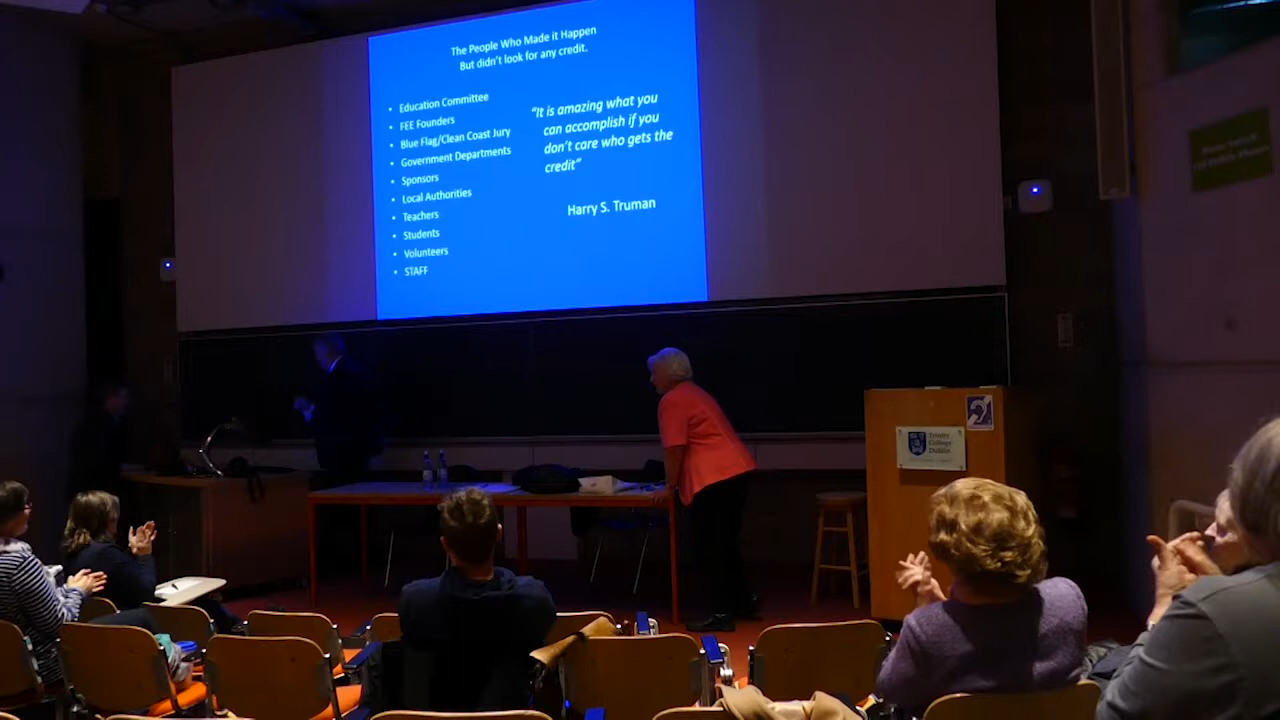 The People Who Made it Happen
But didn't look for any credit.
• Education Committee
• FEE Founders
• Blue Flag/Clean Coast Jury
• Government Departments
• Sponsors
• Local Authorities
• Teachers
• Students
• Volunteers
• STAFF
"It is amazing what you
can accomplish if you
don't care who gets the
credit"
Harry S. Truman
Trinity
College
Dublin